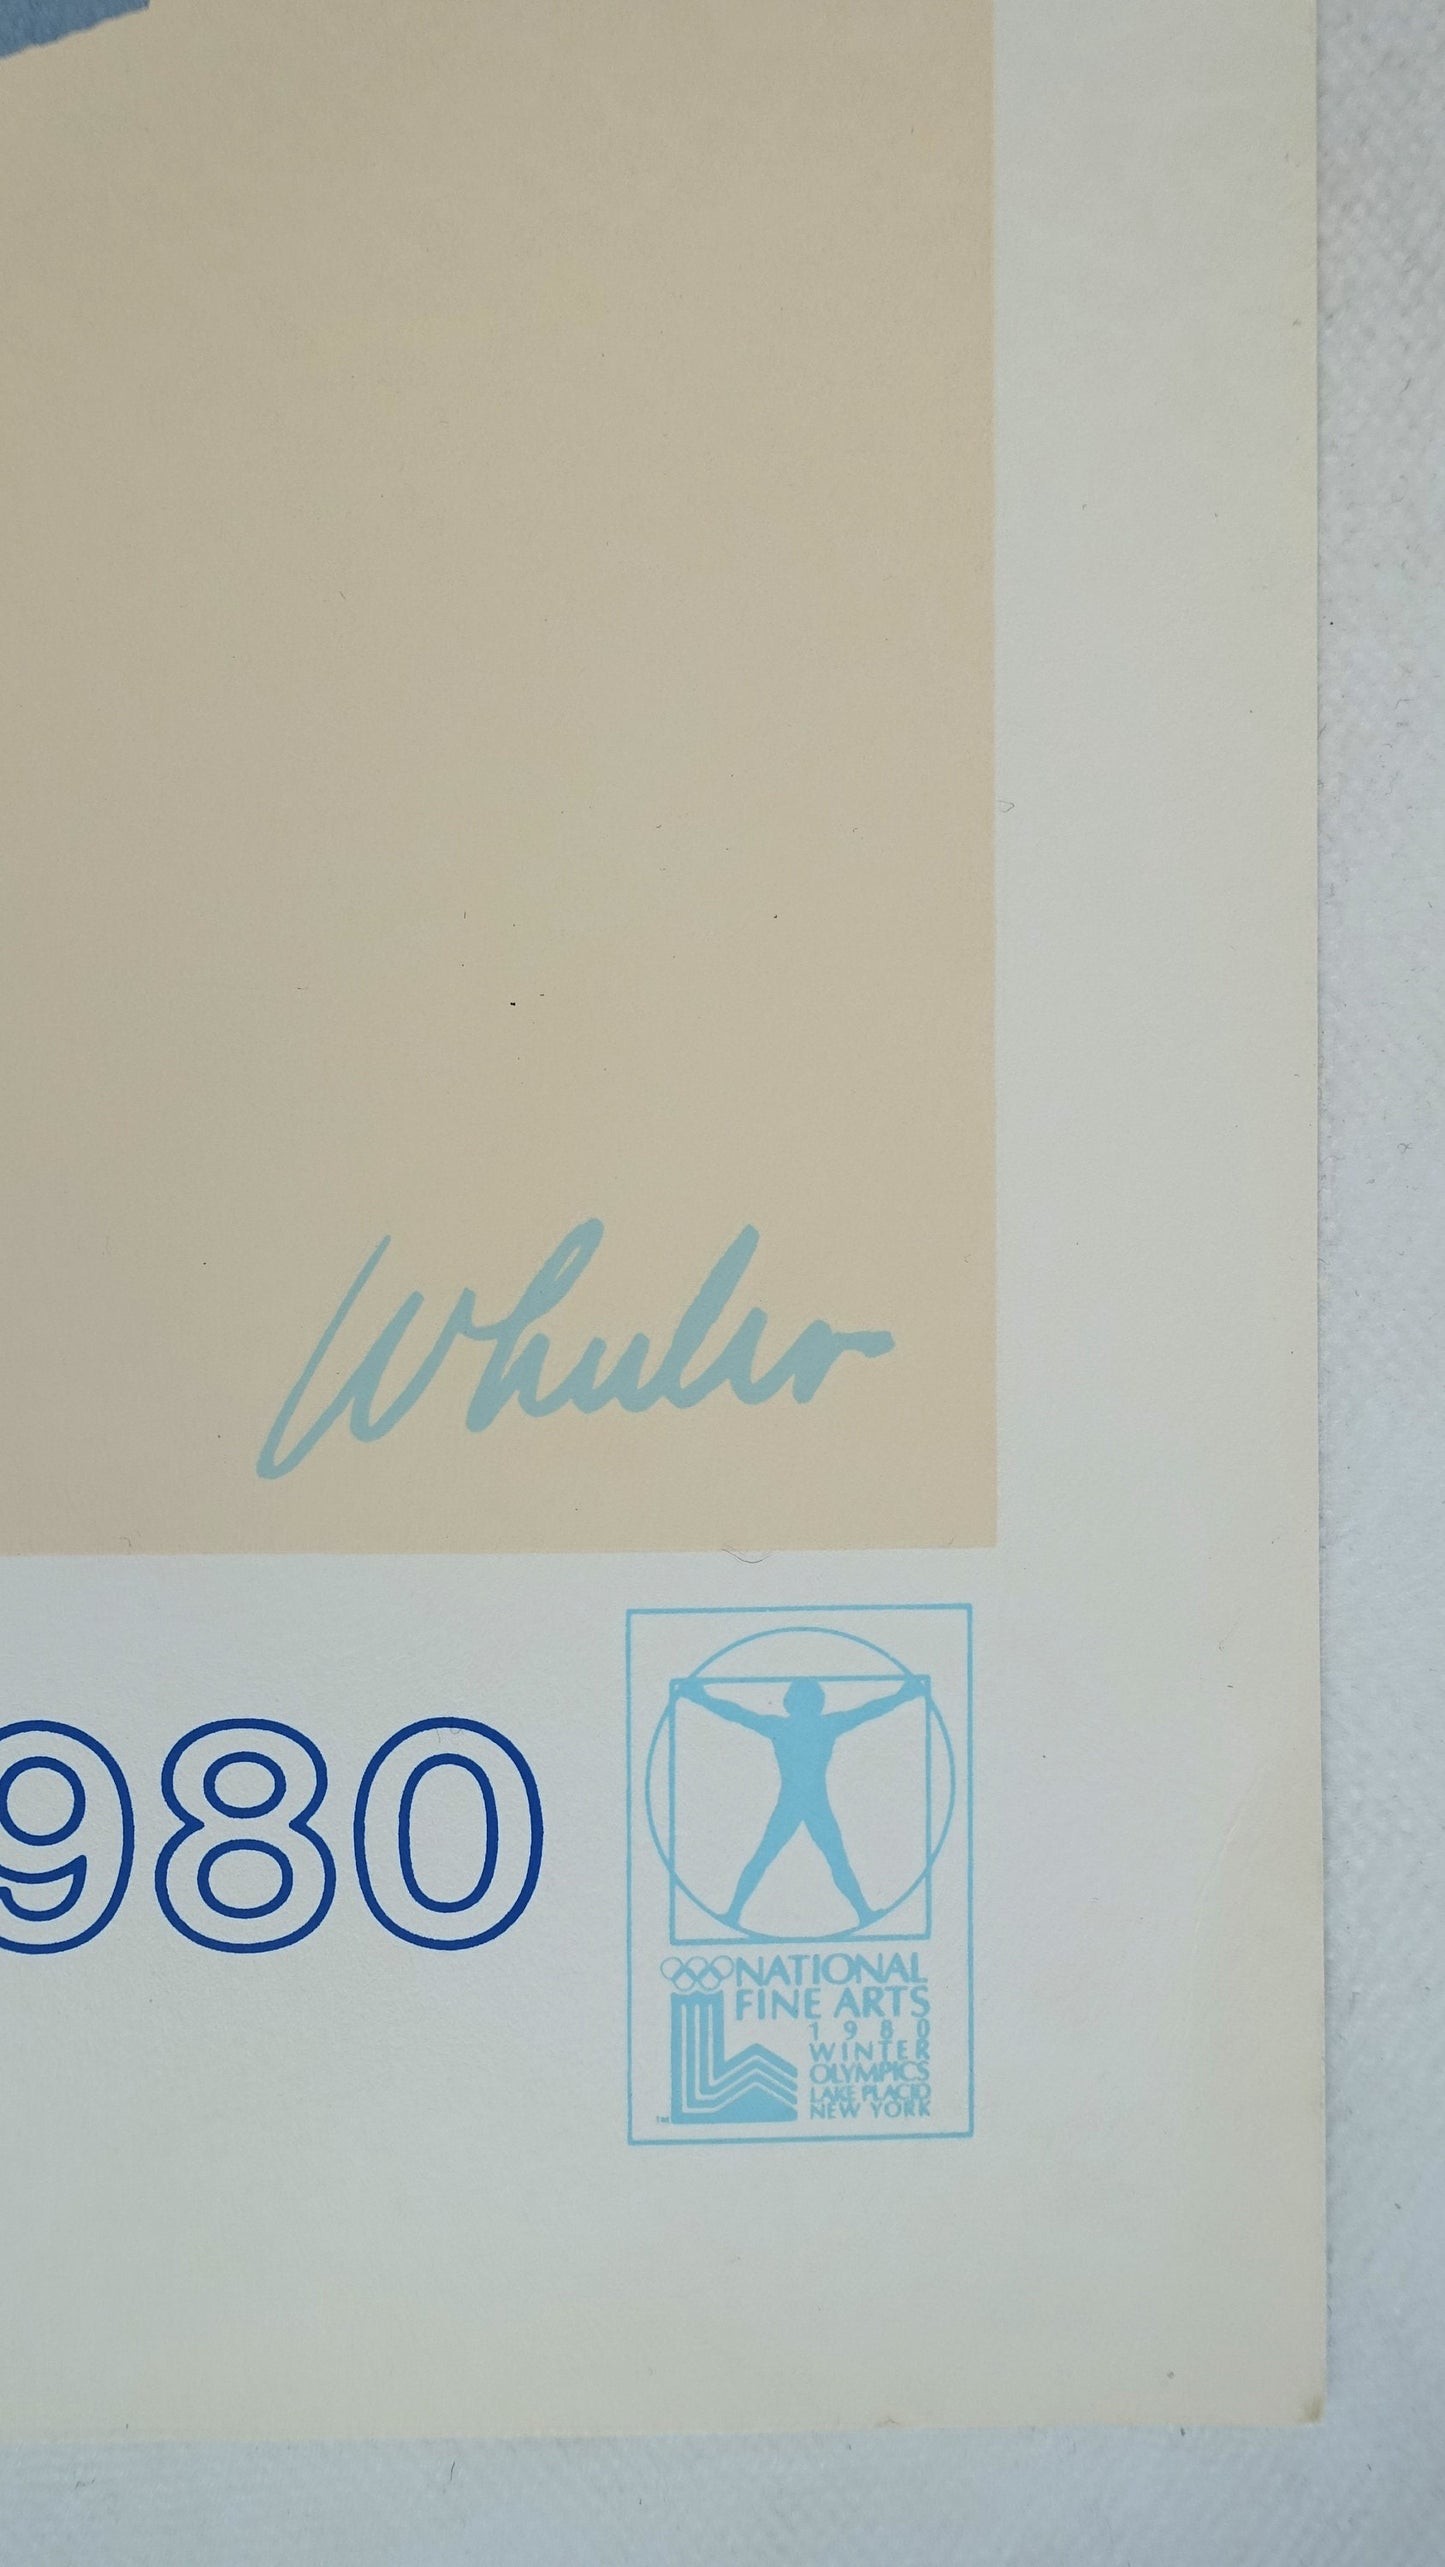 Wheeler
980
NATIONAL
FINE ARTS
1980
WINTER
OLYMPICS
LAKE PLACID
NEW YORK